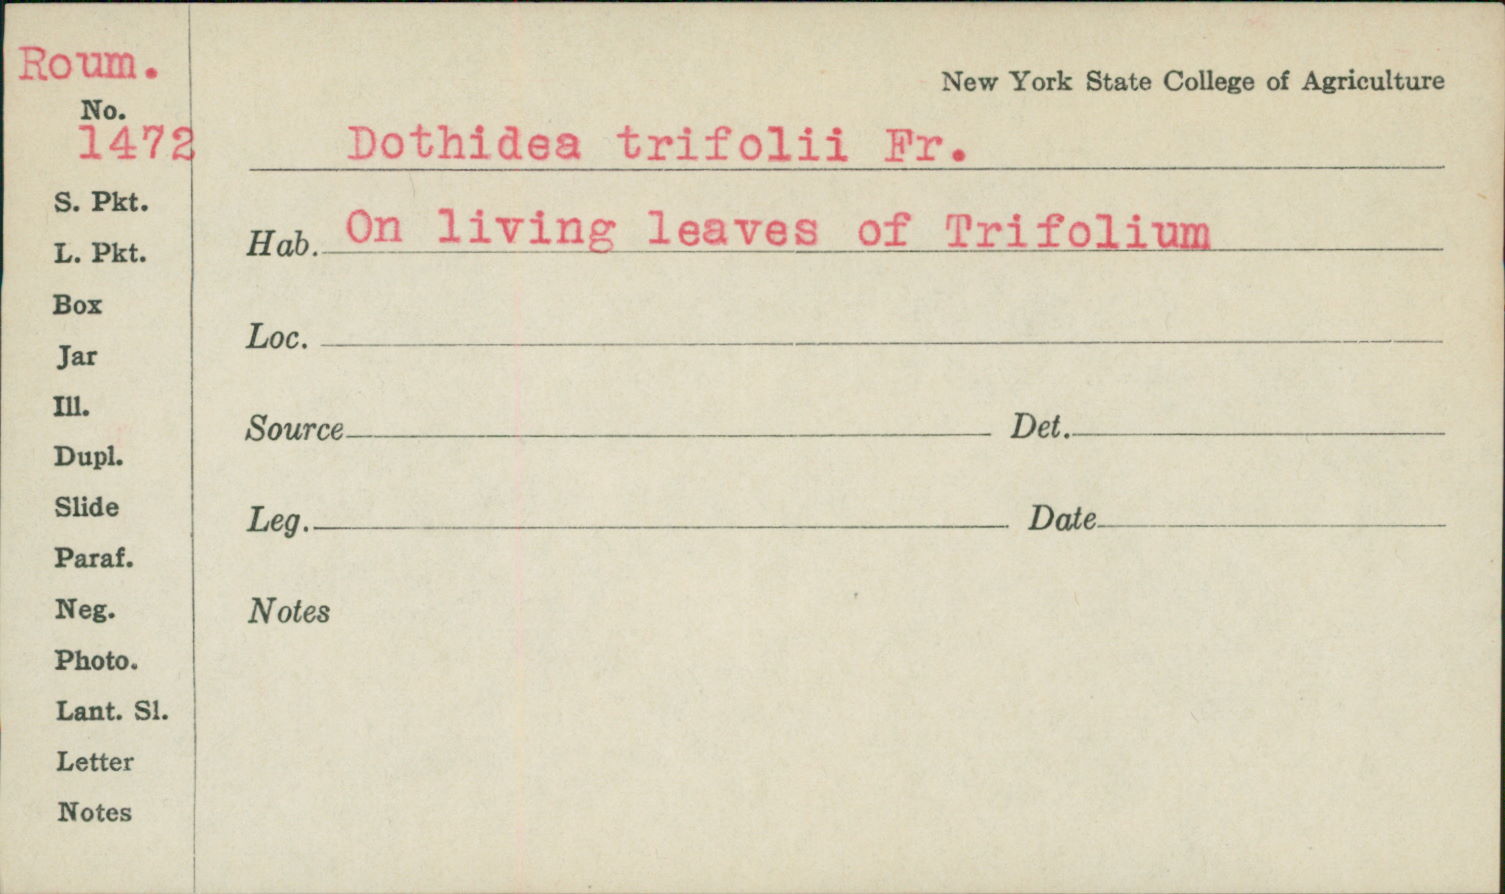 Roum.
No.
1472
S. Pkt.
L. Pkt.
Box
Jar
Ill.
Dupl.
Slide
Paraf.
Neg.
Photo.
Lant. Sl.
Letter
Notes
New York State College of Agriculture
Dothidea trifolii Fr.
Hab. On living leaves of Trifolium
Loc.
Source Det.
Leg. Date
Notes